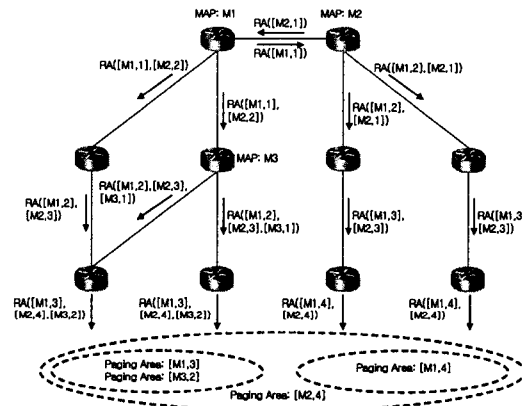 MAP: M1
MAP: M2
RA([M2,1])
RA([M1,1])
RA([M1,1],[M2,2])
RA([M1,2],[M2,1])
RA([M1,1],
[M2,2])
RA([M1,2],
[M2,1])
MAP: M3
RA([M1,2],[M2,3],
[M3,1])
RA([M1,2],
[M2,3])
RA([M1,2],
[M2,3],[M3,1])
RA([M1,3],
[M2,3])
RA([M1,3
[M2,3])
RA([M1,3],
[M2,4],[M3,2])
RA([M1,3],
[M2,4],[M3,2])
RA([M1,4],
[M2,4])
RA([M1,4],
[M2,4])
Paging Area: [M1,3]
Paging Area: [M3,2]
Paging Area: [M1,4]
Paging Area: [M2,4]